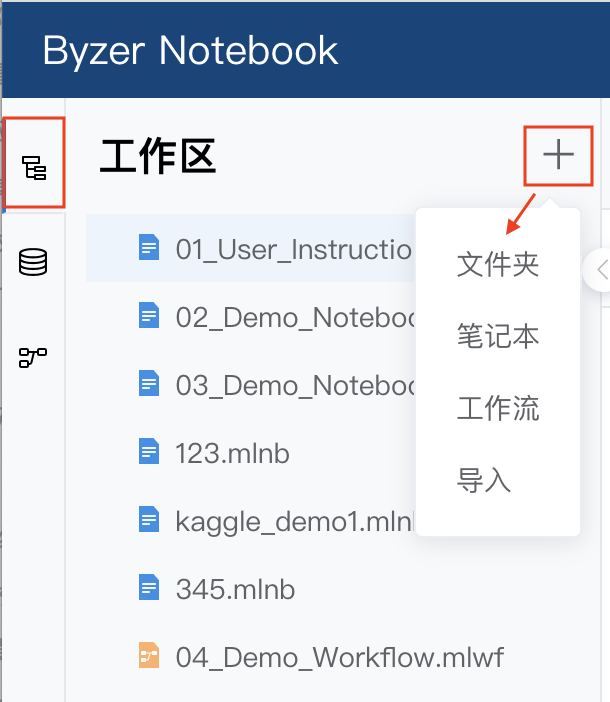 Byzer Notebook
工作区
01_User_Instructio
文件夹
02_Demo_Noteboo
笔记本
03_Demo_Noteboo
工作流
123.mlnb
导入
kaggle_demo1.mln
345.mlnb
04_Demo_Workflow.mlwf